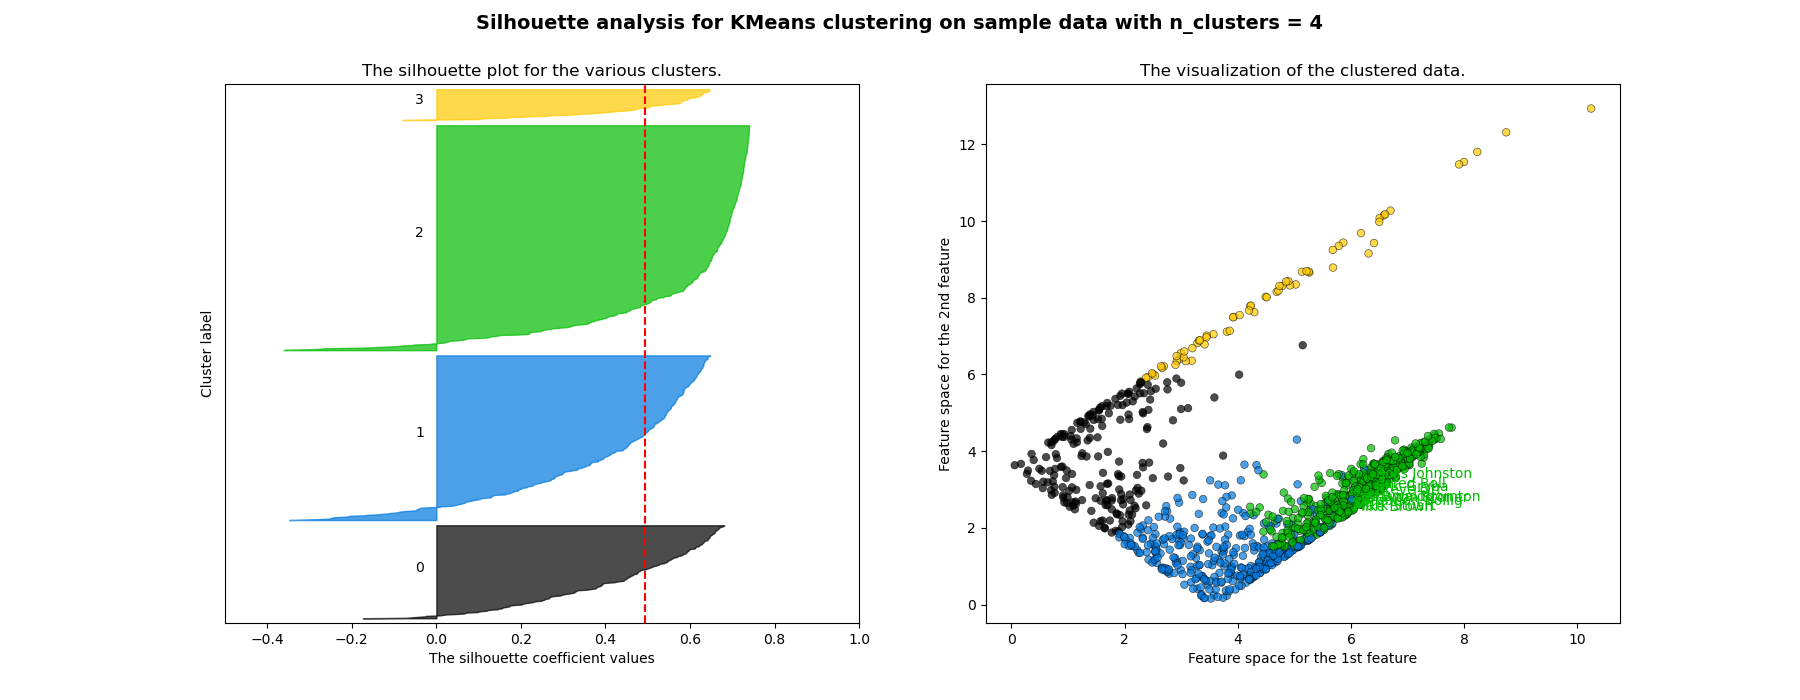 Silhouette analysis for KMeans clustering on sample data with n_clusters = 4
The silhouette plot for the various clusters.
3
2
1
0
Cluster label
−0.4 −0.2 0.0 0.2 0.4 0.6 0.8 1.0
The silhouette coefficient values
The visualization of the clustered data.
12
10
8
6
4
2
0
Feature space for the 2nd feature
Johnston
Brown
0 2 4 6 8 10
Feature space for the 1st feature